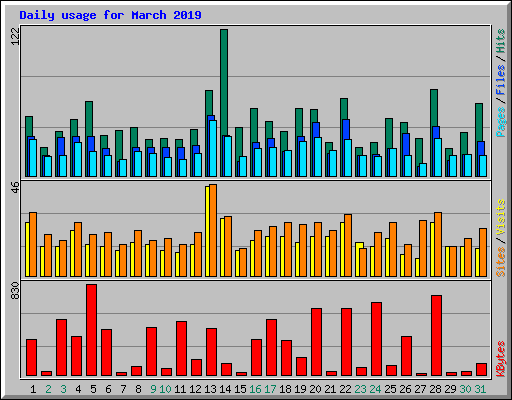 Daily usage for March 2019
122
Pages / Files / Hits
46
Sites / Visits
830
KBytes
1 2 3 4 5 6 7 8 9 10 11 12 13 14 15 16 17 18 19 20 21 22 23 24 25 26 27 28 29 30 31